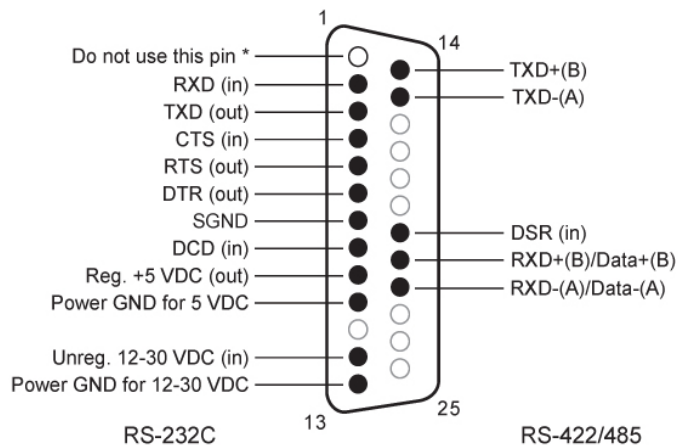 1
14
Do not use this pin *
RXD (in)
TXD (out)
CTS (in)
RTS (out)
DTR (out)
SGND
DCD (in)
Reg. +5 VDC (out)
Power GND for 5 VDC
Unreg. 12-30 VDC (in)
Power GND for 12-30 VDC
TXD+(B)
TXD-(A)
DSR (in)
RXD+(B)/Data+(B)
RXD-(A)/Data-(A)
13
25
RS-232C
RS-422/485